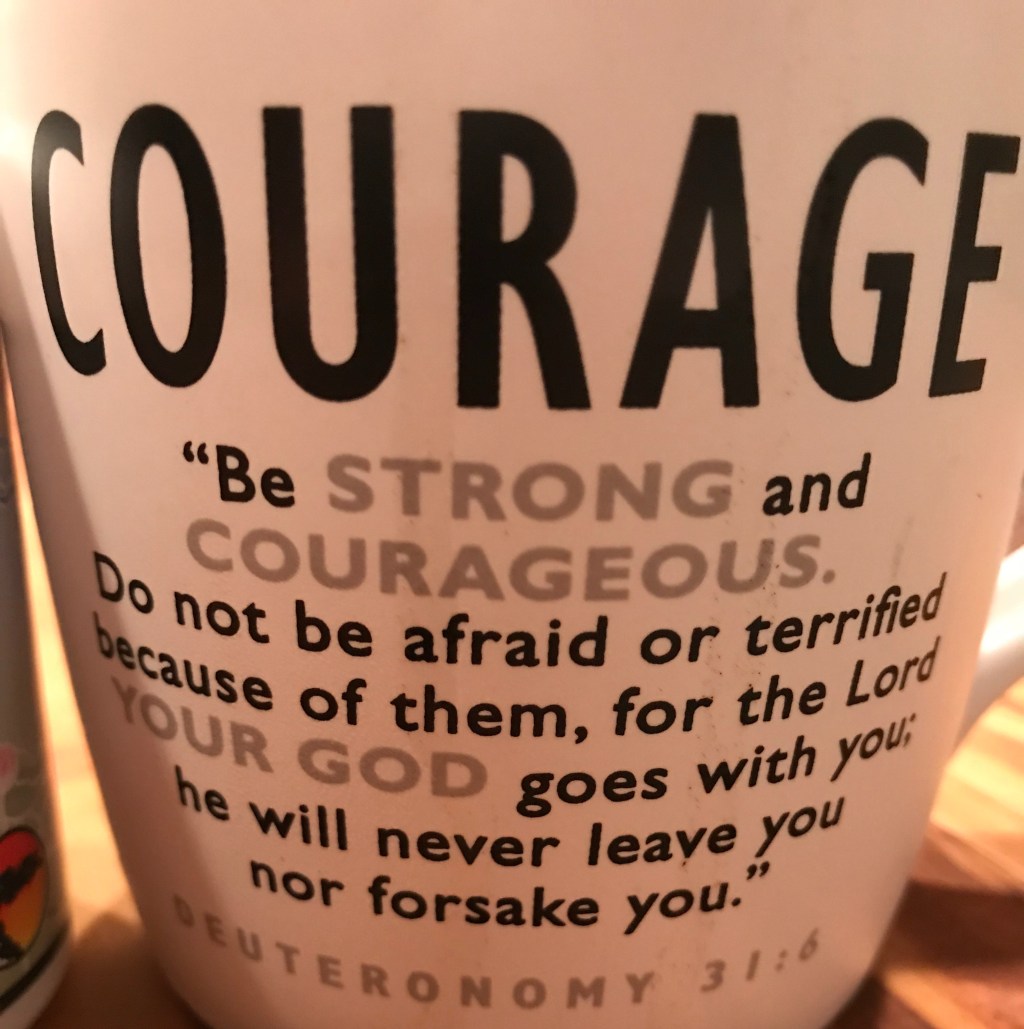 COURAGE
“Be STRONG and
COURAGEOUS.
Do not be afraid or terrified
because of them, for the Lord
YOUR GOD goes with you;
he will never leave you
nor forsake you.”
DEUTERONOMY 31:6